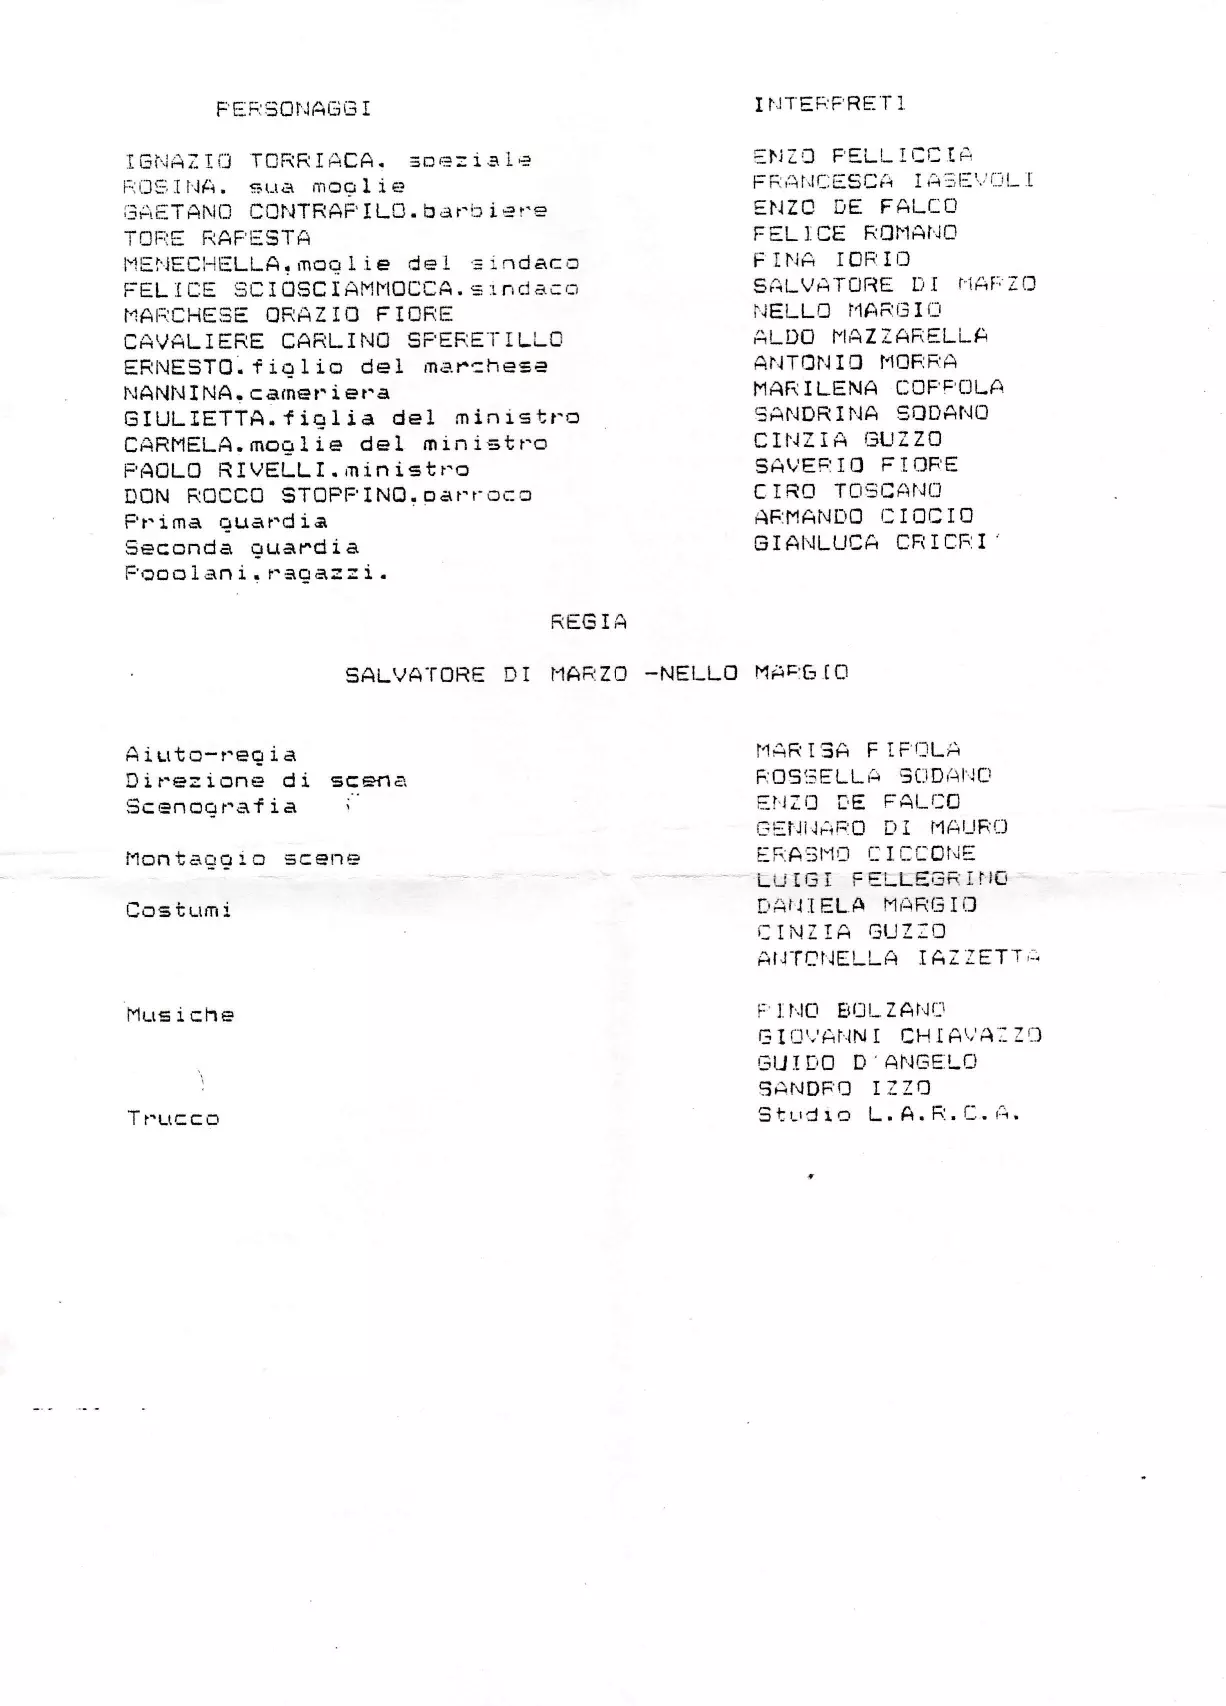 PERSONAGGI INTERPRETI
IGNAZIO TORRIACA, speziale ENZO PELLICCIA
ROSINA, sua moglie FRANCESCA IASEVOLI
GAETANO CONTRAPILO,barbiere ENZO DE FALCO
TORE RAPESTA FELICE ROMANO
MENECHELLA,moglie del sindaco PINA IORIO
FELICE SCIOSCIAMMOCCA,sindaco SALVATORE DI MARZO
MARCHESE ORAZIO FIORE NELLO MARGIO
CAVALIERE CARLINO SPERETILLO ALDO MAZZARELLA
ERNESTO,figlio del marchese ANTONIO MORRA
NANNINA,cameriera MARILENA COPPOLA
GIULIETTA,figlia del ministro SANDRINA SODANO
CARMELA,moglie del ministro CINZIA GUZZO
PAOLO RIVELLI,ministro SAVERIO FIORE
DON ROCCO STOPPINO,parroco CIRO TOSCANO
Prima guardia ARMANDO CIOCIO
Seconda guardia GIANLUCA CRICRI'
Popolani,ragazzi.
REGIA
SALVATORE DI MARZO -NELLO MARGIO
Aiuto-regia MARISA PIPOLA
Direzione di scena ROSSELLA SODANO
Scenografia ENZO DE FALCO
GENNARO DI MAURO
Montaggio scene ERASMO CICCONE
LUIGI PELLEGRINO
Costumi DANIELA MARGIO
CINZIA GUZZO
ANTONELLA IAZZETTA
Musiche PINO BOLZANO
GIOVANNI CHIAVAZZO
GUIDO D'ANGELO
SANDRO IZZO
Trucco Studio L.A.R.C.A.